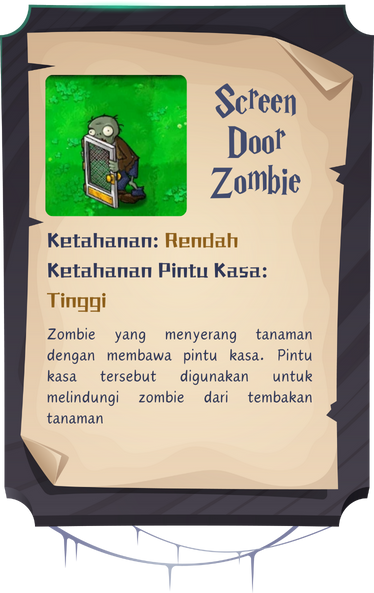 Screen
Door
Zombie
Ketahanan: Rendah
Ketahanan Pintu Kasa:
Tinggi
Zombie yang menyerang tanaman
dengan membawa pintu kasa. Pintu
kasa tersebut digunakan untuk
melindungi zombie dari tembakan
tanaman